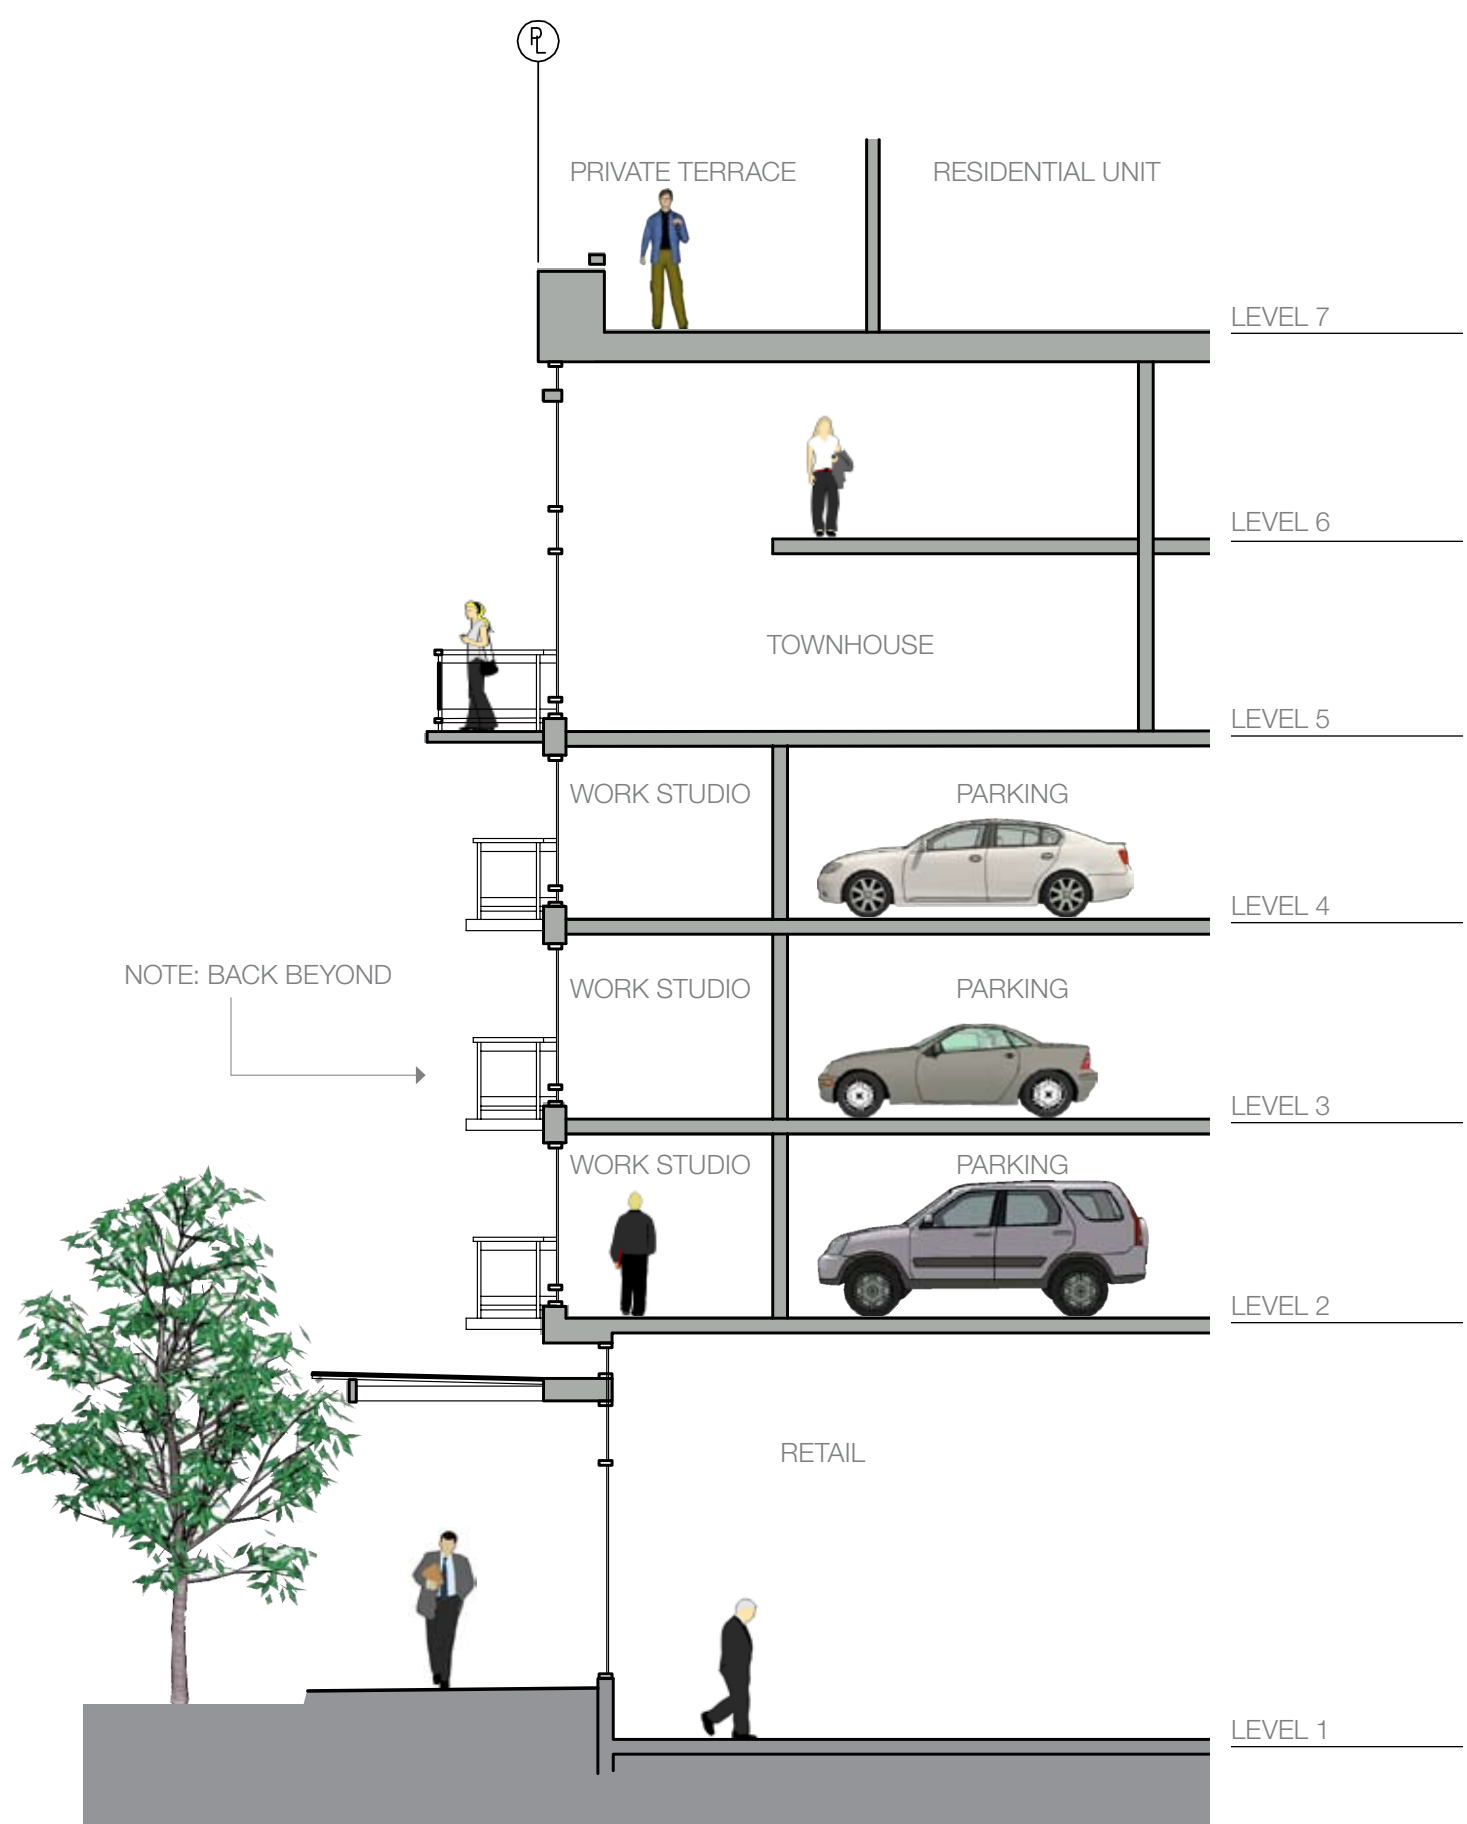 PL
PRIVATE TERRACE
RESIDENTIAL UNIT
LEVEL 7
LEVEL 6
TOWNHOUSE
LEVEL 5
WORK STUDIO
PARKING
LEVEL 4
NOTE: BACK BEYOND
WORK STUDIO
PARKING
LEVEL 3
WORK STUDIO
PARKING
LEVEL 2
RETAIL
LEVEL 1